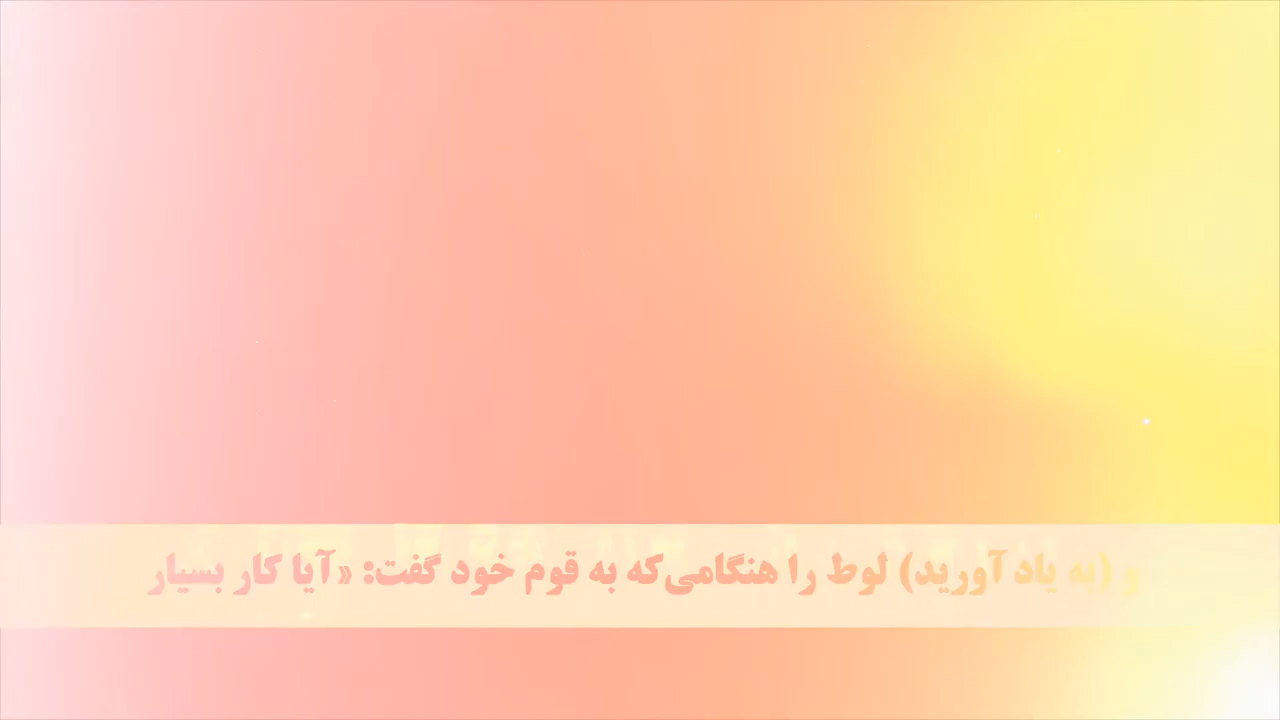 و (به یاد آورید) لوط را هنگامی‌که به قوم خود گفت: «آیا کار بسیار